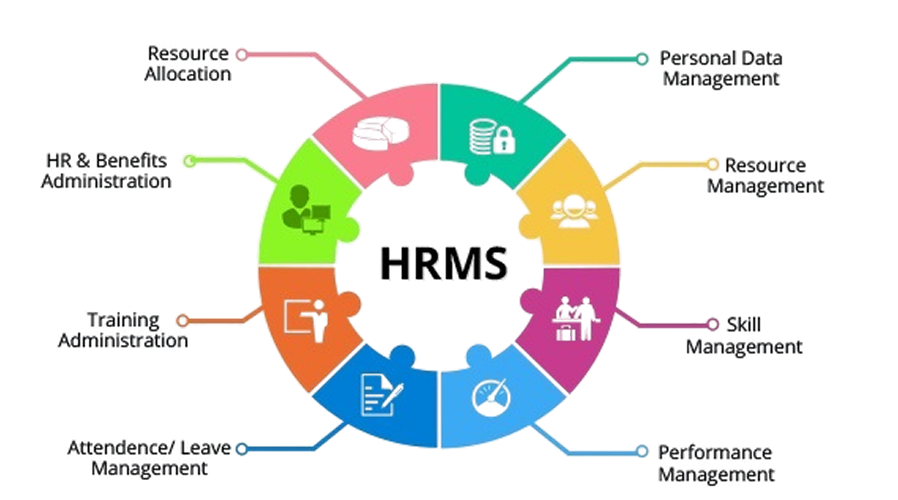 Resource
Allocation
Personal Data
Management
HR & Benefits
Administration
Resource
Management
HRMS
Training
Administration
Skill
Management
Attendence/ Leave
Management
Performance
Management